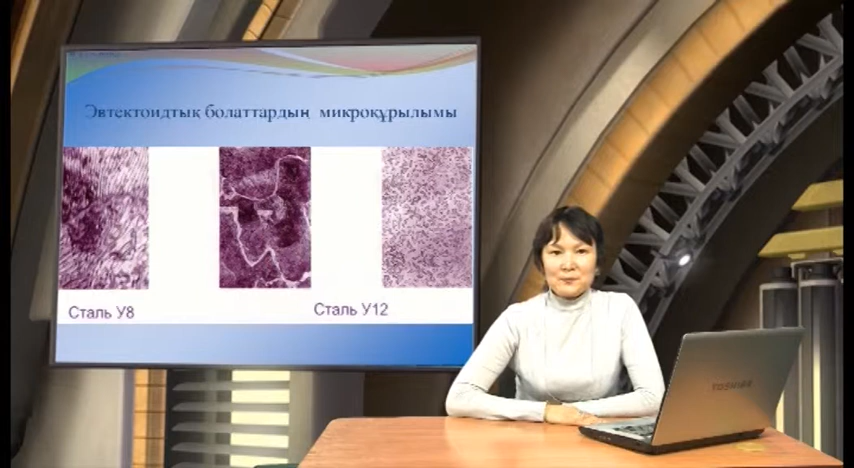 Эвтектоидтық болаттардың микроқұрылымы
Сталь У8
Сталь У12
TOSHIBA